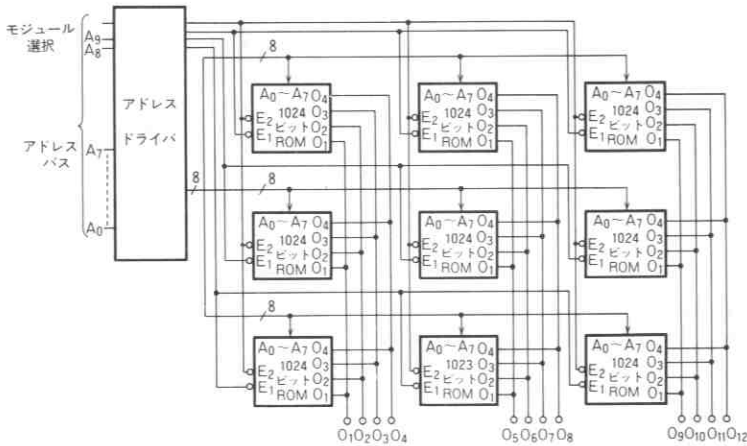 モジュール
選択
A9
A8
アドレス
バス
A7
A0
アドレス
ドライバ
8
8
8
8
A0～A7 O4
1024 O3
E2 ビット O2
E1 ROM O1
A0～A7 O4
1024 O3
E2 ビット O2
E1 ROM O1
A0～A7 O4
1024 O3
E2 ビット O2
E1 ROM O1
A0～A7 O4
1024 O3
E2 ビット O2
E1 ROM O1
A0～A7 O4
1024 O3
E2 ビット O2
E1 ROM O1
A0～A7 O4
1024 O3
E2 ビット O2
E1 ROM O1
A0～A7 O4
1024 O3
E2 ビット O2
E1 ROM O1
A0～A7 O4
1023 O3
E2 ビット O2
E1 ROM O1
A0～A7 O4
1024 O3
E2 ビット O2
E1 ROM O1
O1 O2 O3 O4
O5 O6 O7 O8
O9 O10 O11 O12